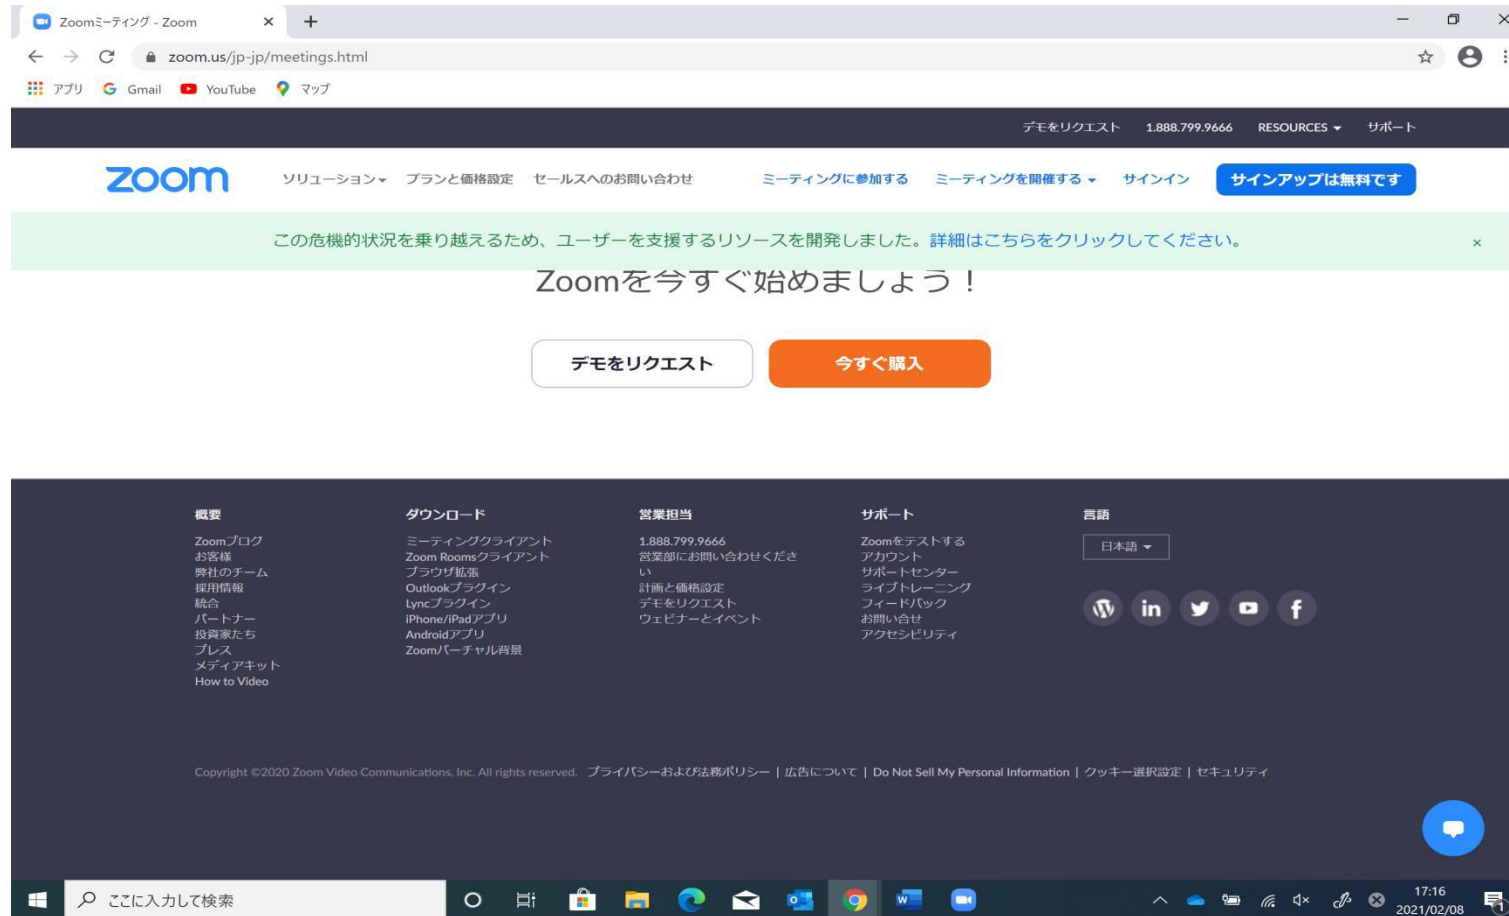 Zoomミーティング - Zoom
zoom.us/jp-jp/meetings.html
アプリ Gmail YouTube マップ
デモをリクエスト 1.888.799.9666 RESOURCES サポート
zoom ソリューション プランと価格設定 セールスへのお問い合わせ ミーティングに参加する ミーティングを開催する サインイン サインアップは無料です
この危機的状況を乗り越えるため、ユーザーを支援するリソースを開発しました。詳細はこちらをクリックしてください。 ×
Zoomを今すぐ始めましょう！
デモをリクエスト 今すぐ購入
概要
Zoomブログ
お客様
弊社のチーム
採用情報
統合
パートナー
投資家たち
プレス
メディアキット
How to Video
ダウンロード
ミーティングクライアント
Zoom Roomsクライアント
ブラウザ拡張
Outlookプラグイン
Lyncプラグイン
iPhone/iPadアプリ
Androidアプリ
Zoomバーチャル背景
営業担当
1.888.799.9666
営業部にお問い合わせくださ
い
計画と価格設定
デモをリクエスト
ウェビナーとイベント
サポート
Zoomをテストする
アカウント
サポートセンター
ライブトレーニング
フィードバック
お問い合せ
アクセシビリティ
言語
日本語
Copyright ©2020 Zoom Video Communications, Inc. All rights reserved. プライバシーおよび法務ポリシー | 広告について | Do Not Sell My Personal Information | クッキー選択設定 | セキュリティ
ここに入力して検索
17:16
2021/02/08